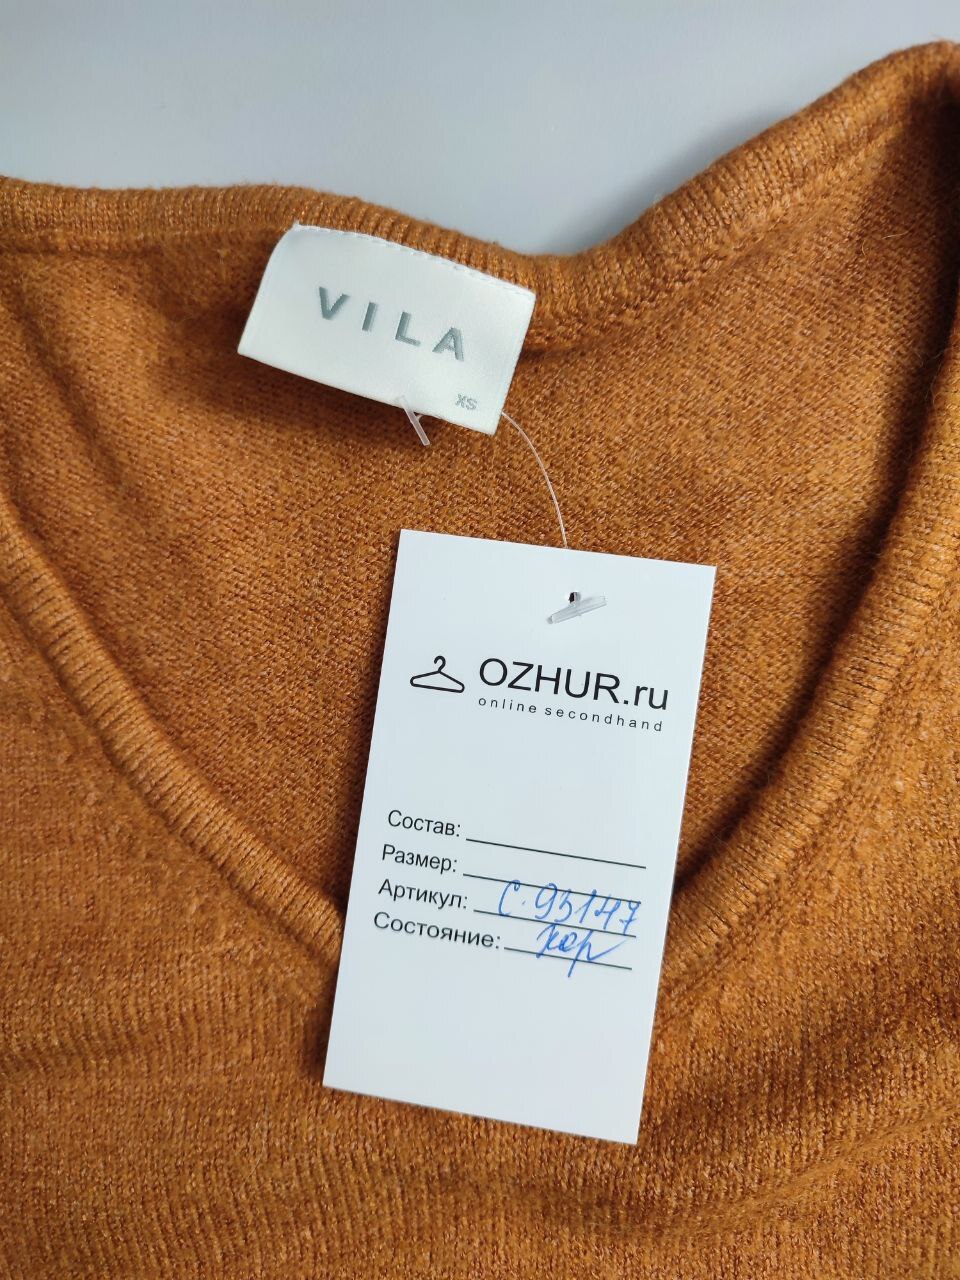 VILA
XS
OZHUR.ru
online secondhand
Состав:
Размер:
Артикул: С. 93147
Состояние: хор